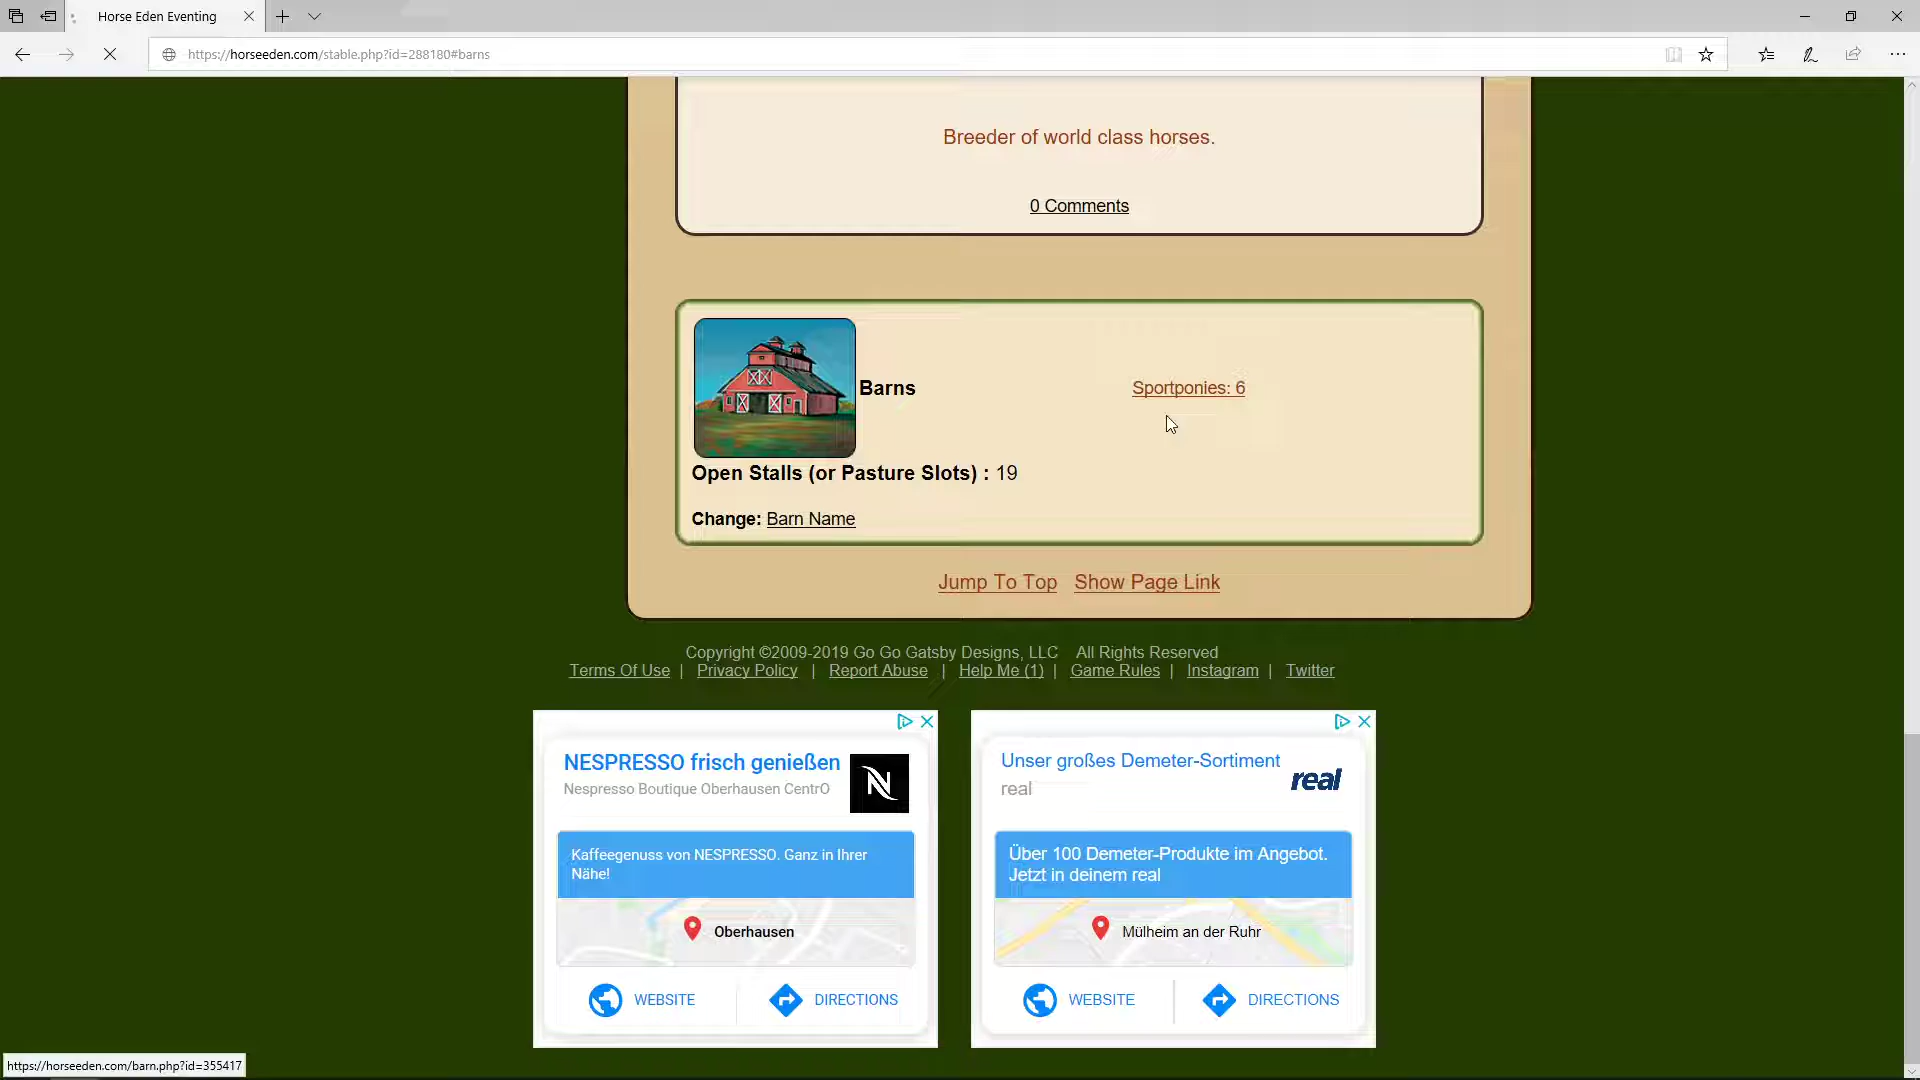 Horse Eden Eventing
https://horseeden.com/stable.php?id=288180#barns
Breeder of world class horses.
0 Comments
Barns
Sportponies: 6
Open Stalls (or Pasture Slots) : 19
Change: Barn Name
Jump To Top Show Page Link
Copyright ©2009-2019 Go Go Gatsby Designs, LLC All Rights Reserved
Terms Of Use | Privacy Policy | Report Abuse | Help Me (1) | Game Rules | Instagram | Twitter
NESPRESSO frisch genießen
Nespresso Boutique Oberhausen CentrO
N
Kaffeegenuss von NESPRESSO. Ganz in Ihrer
Nähe!
Oberhausen
WEBSITE
DIRECTIONS
Unser großes Demeter-Sortiment
real
real
Über 100 Demeter-Produkte im Angebot.
Jetzt in deinem real
Mülheim an der Ruhr
WEBSITE
DIRECTIONS
https://horseeden.com/barn.php?id=355417